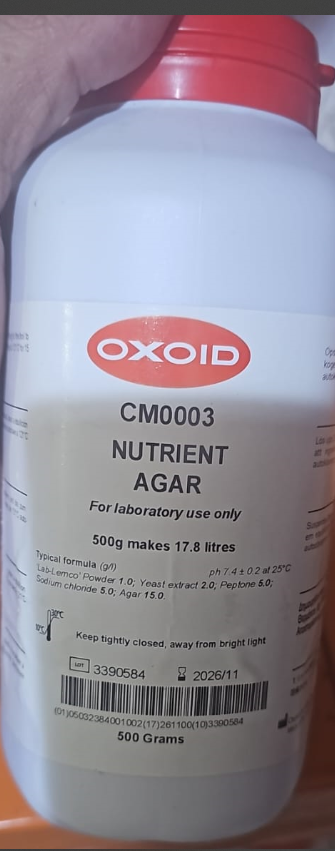 OXOID
CM0003
NUTRIENT
AGAR
For laboratory use only
500g makes 17.8 litres
Typical formula (g/l) ph 7.4 ± 0.2 at 25°C
'Lab-Lemco' Powder 1.0; Yeast extract 2.0; Peptone 5.0;
Sodium chloride 5.0; Agar 15.0.
30°C
10°C
Keep tightly closed, away from bright light
LOT 3390584 2026/11
(01)05032384001002(17)261100(10)3390584
500 Grams